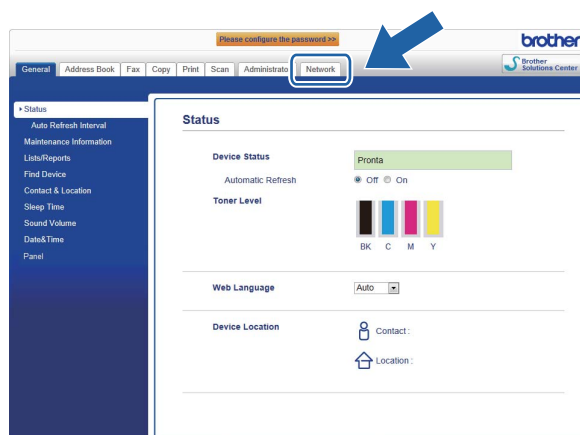 Please configure the password >>
brother
General Address Book Fax Copy Print Scan Administrato Network
Brother
Solutions Center
Status
Auto Refresh Interval
Maintenance Information
Lists/Reports
Find Device
Contact & Location
Sleep Time
Sound Volume
Date&Time
Panel
Status
Device Status Pronta
Automatic Refresh Off On
Toner Level
BK C M Y
Web Language Auto
Device Location Contact :
Location :